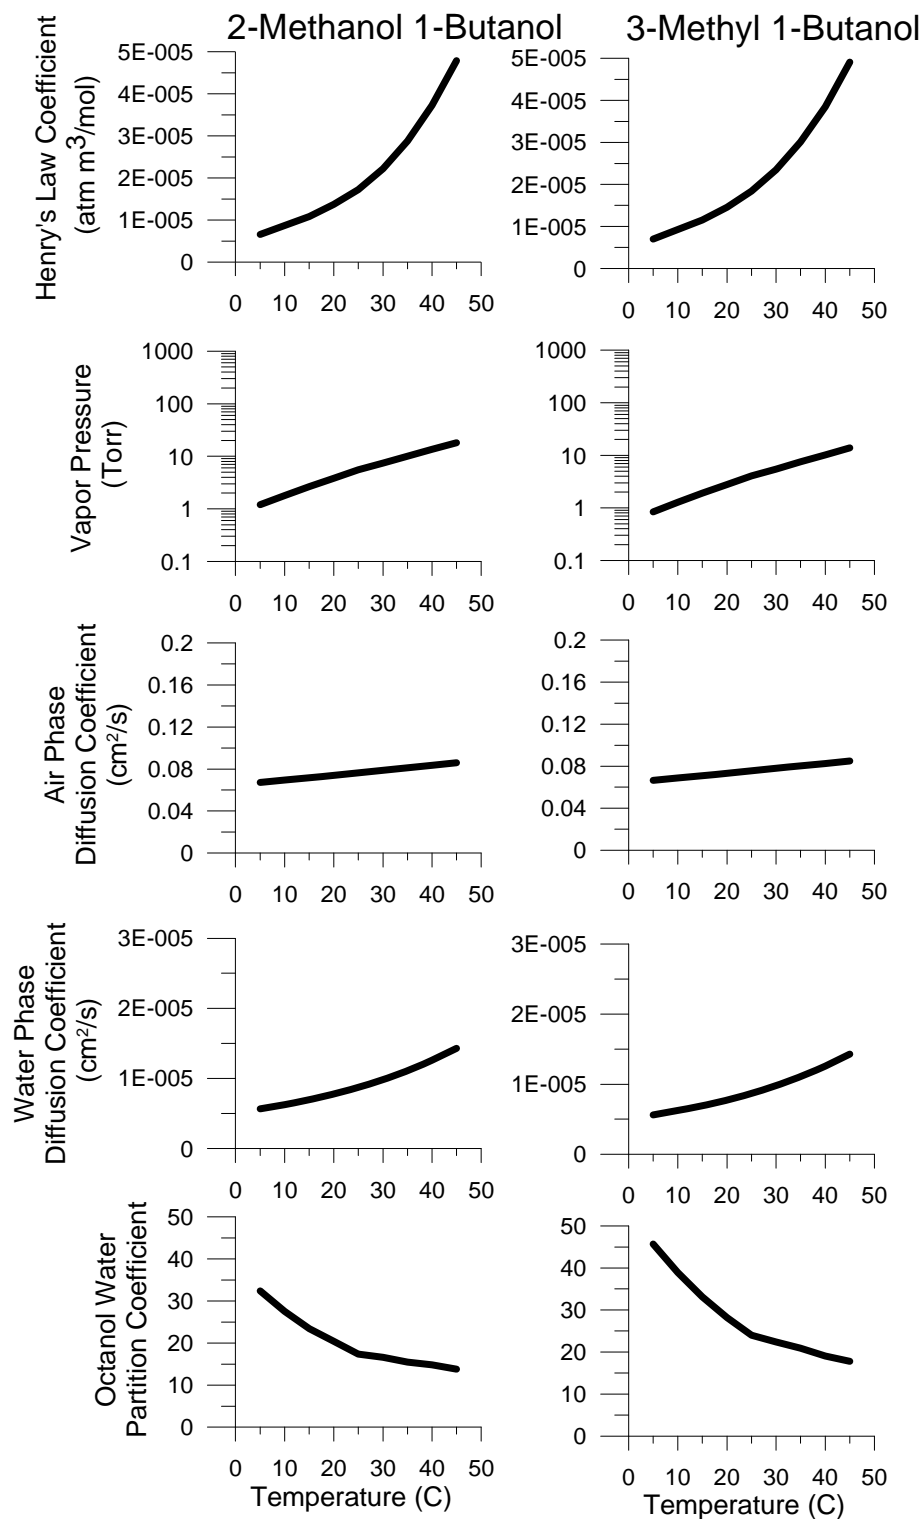 2-Methanol 1-Butanol
3-Methyl 1-Butanol
Henry's Law Coefficient
(atm m³/mol)
5E-005
4E-005
3E-005
2E-005
1E-005
0
0 10 20 30 40 50
5E-005
4E-005
3E-005
2E-005
1E-005
0
0 10 20 30 40 50
Vapor Pressure
(Torr)
1000
100
10
1
0.1
0 10 20 30 40 50
1000
100
10
1
0.1
0 10 20 30 40 50
Air Phase
Diffusion Coefficient
(cm²/s)
0.2
0.16
0.12
0.08
0.04
0
0 10 20 30 40 50
0.2
0.16
0.12
0.08
0.04
0
0 10 20 30 40 50
Water Phase
Diffusion Coefficient
(cm²/s)
3E-005
2E-005
1E-005
0
0 10 20 30 40 50
3E-005
2E-005
1E-005
0
0 10 20 30 40 50
Octanol Water
Partition Coefficient
50
40
30
20
10
0
0 10 20 30 40 50
Temperature (C)
50
40
30
20
10
0
0 10 20 30 40 50
Temperature (C)